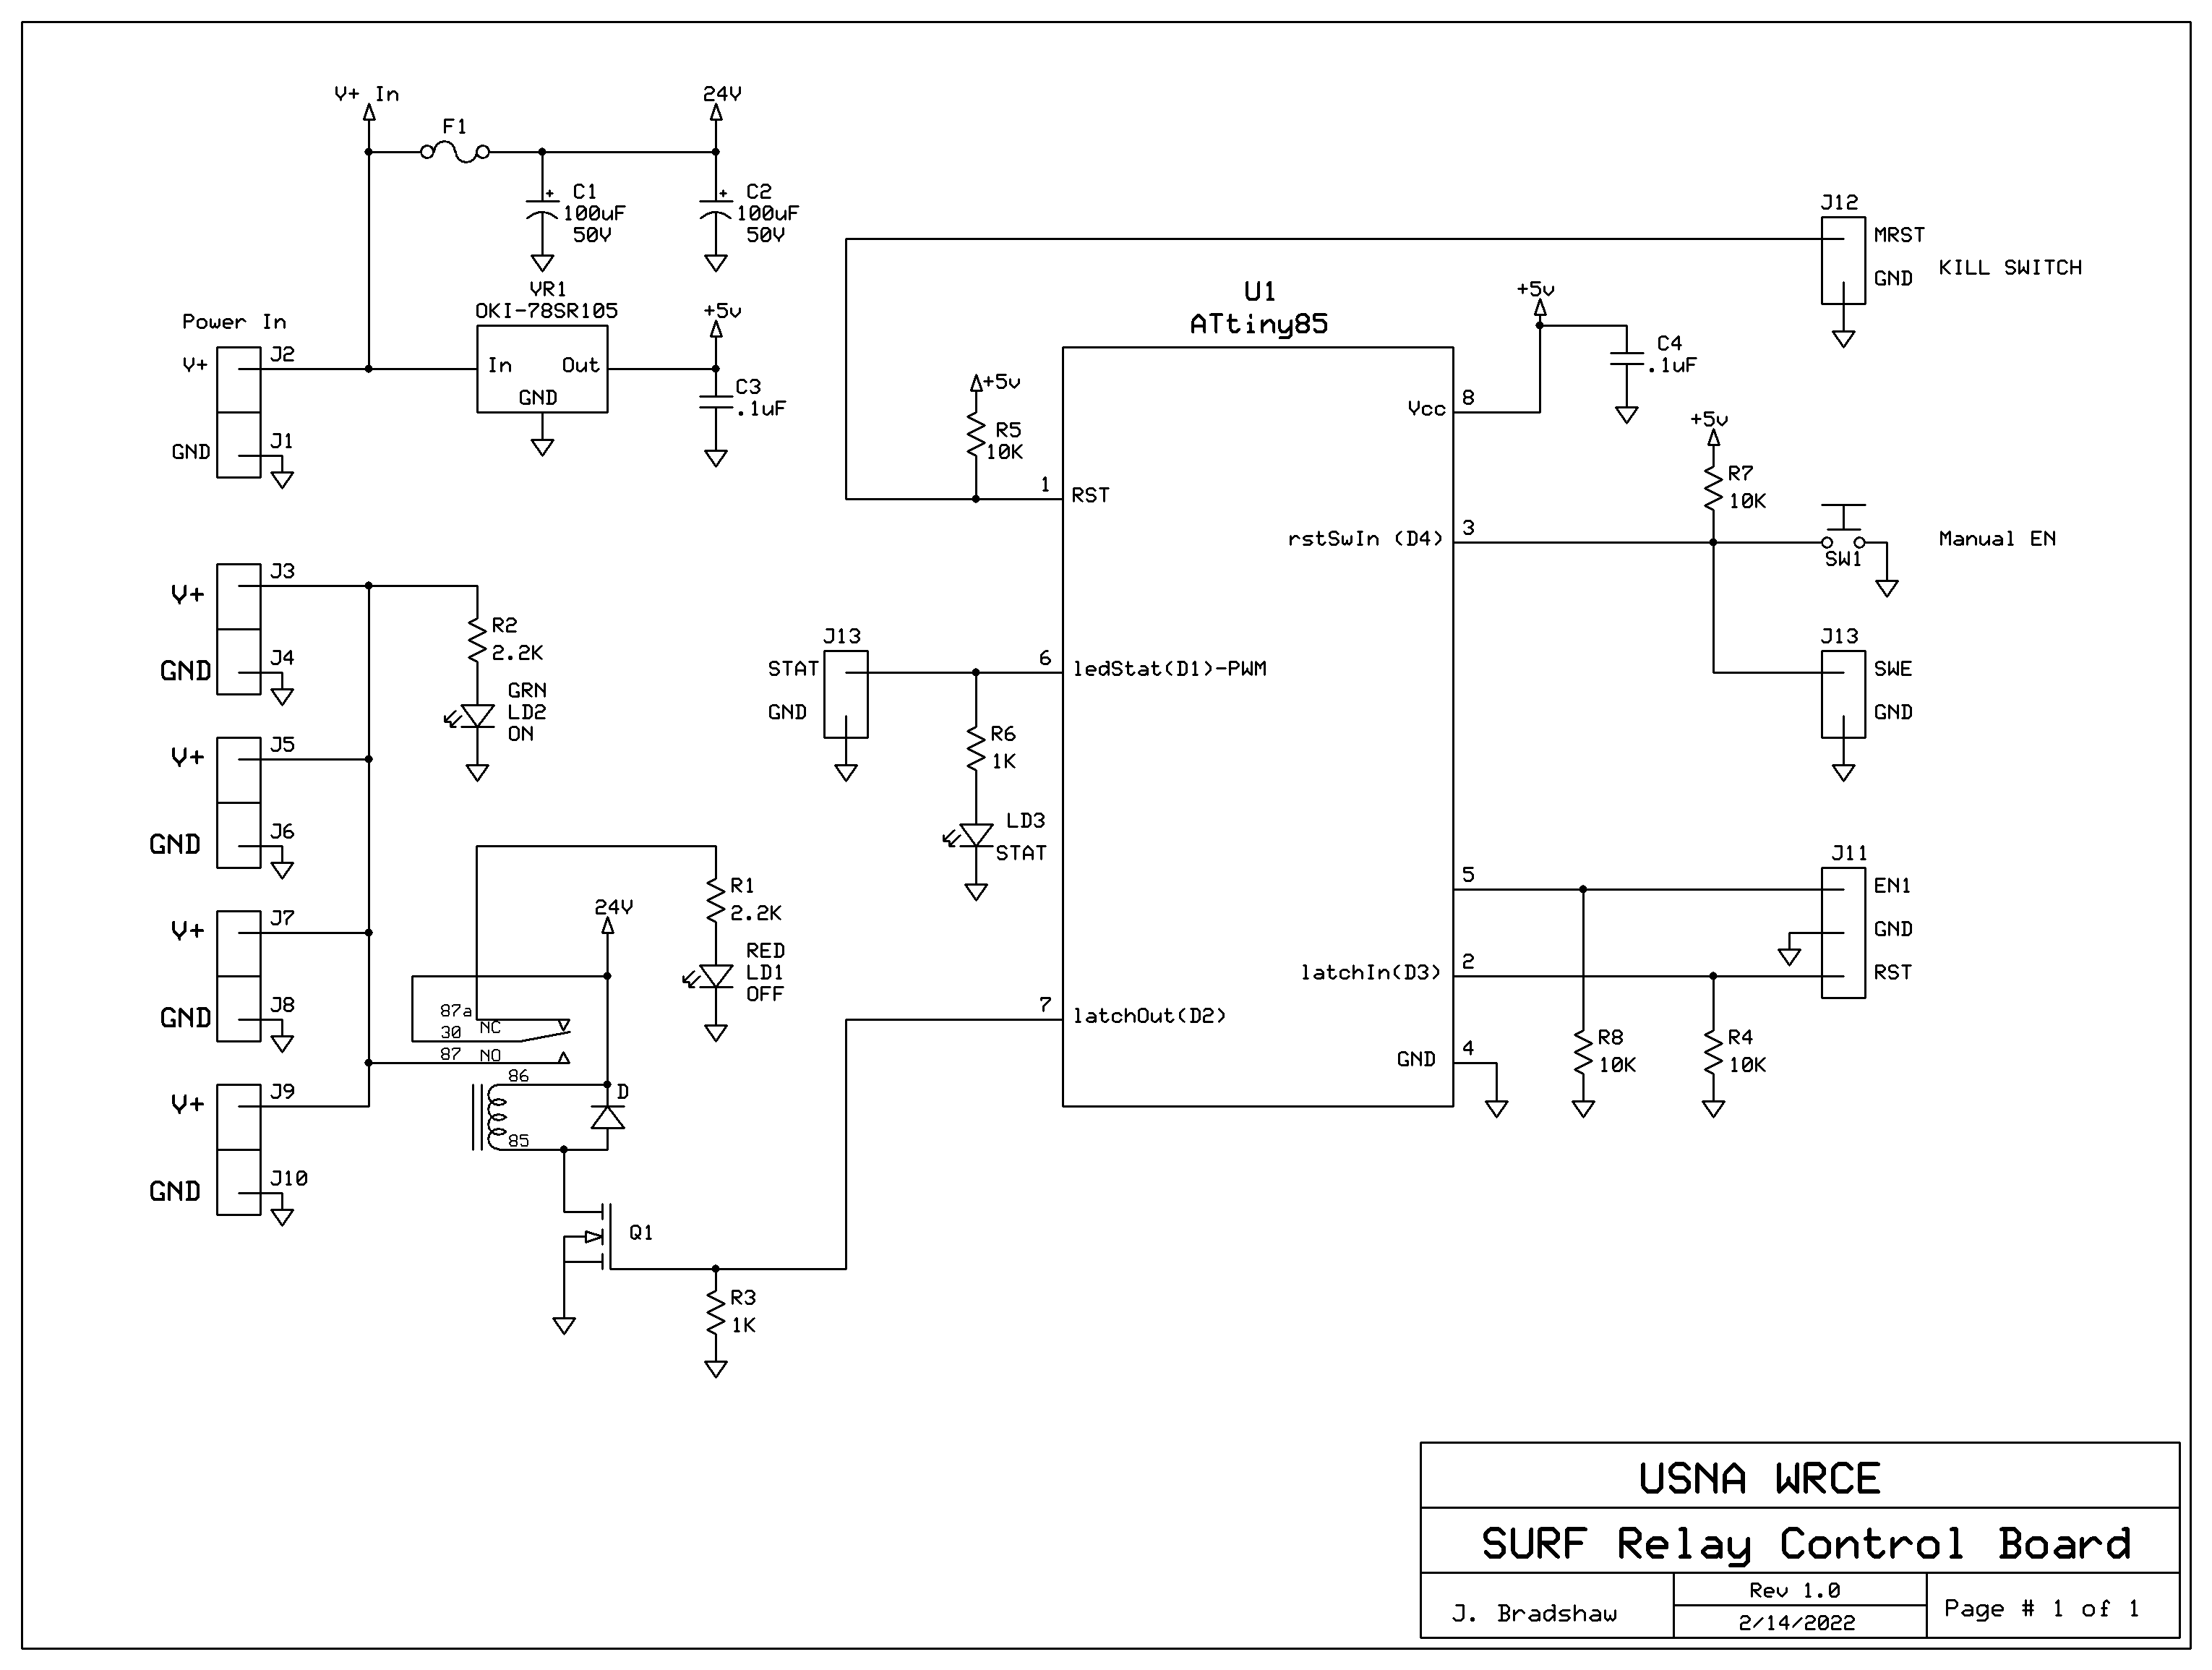 V+ In
F1
24V
C1
100uF
50V
C2
100uF
50V
VR1
OKI-78SR105
In
Out
GND
+5v
C3
.1uF
Power In
V+
J2
GND
J1
V+
J3
GND
J4
R2
2.2K
GRN
LD2
ON
V+
J5
GND
J6
V+
J7
GND
J8
V+
J9
GND
J10
24V
R1
2.2K
RED
LD1
OFF
87a
NC
30
87 NO
86
85
D
Q1
R3
1K
U1
ATtiny85
+5v
R5
10K
1
RST
6
ledStat(D1)-PWM
7
latchOut(D2)
J13
STAT
GND
R6
1K
LD3
STAT
8
Vcc
3
rstSwIn (D4)
5
2
latchIn(D3)
4
GND
+5v
C4
.1uF
+5v
R7
10K
J12
MRST
GND
KILL SWITCH
SW1
Manual EN
J13
SWE
GND
J11
EN1
GND
RST
R8
10K
R4
10K
USNA WRCE
SURF Relay Control Board
J. Bradshaw
Rev 1.0
2/14/2022
Page # 1 of 1